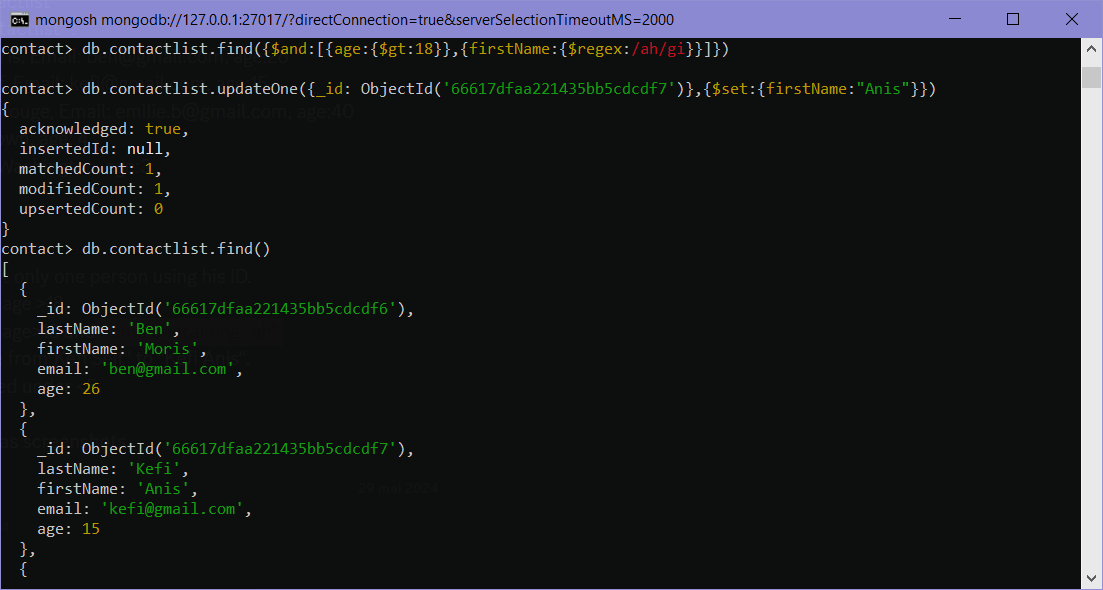 mongosh mongodb://127.0.0.1:27017/?directConnection=true&serverSelectionTimeoutMS=2000
contact> db.contactlist.find({$and:[{age:{$gt:18}},{firstName:{$regex:/ah/gi}}]})
contact> db.contactlist.updateOne({_id: ObjectId('66617dfaa221435bb5cdcdf7')},{$set:{firstName:"Anis"}})
{
  acknowledged: true,
  insertedId: null,
  matchedCount: 1,
  modifiedCount: 1,
  upsertedCount: 0
}
contact> db.contactlist.find()
[
  {
    _id: ObjectId('66617dfaa221435bb5cdcdf6'),
    lastName: 'Ben',
    firstName: 'Moris',
    email: 'ben@gmail.com',
    age: 26
  },
  {
    _id: ObjectId('66617dfaa221435bb5cdcdf7'),
    lastName: 'Kefi',
    firstName: 'Anis',
    email: 'kefi@gmail.com',
    age: 15
  },
  {